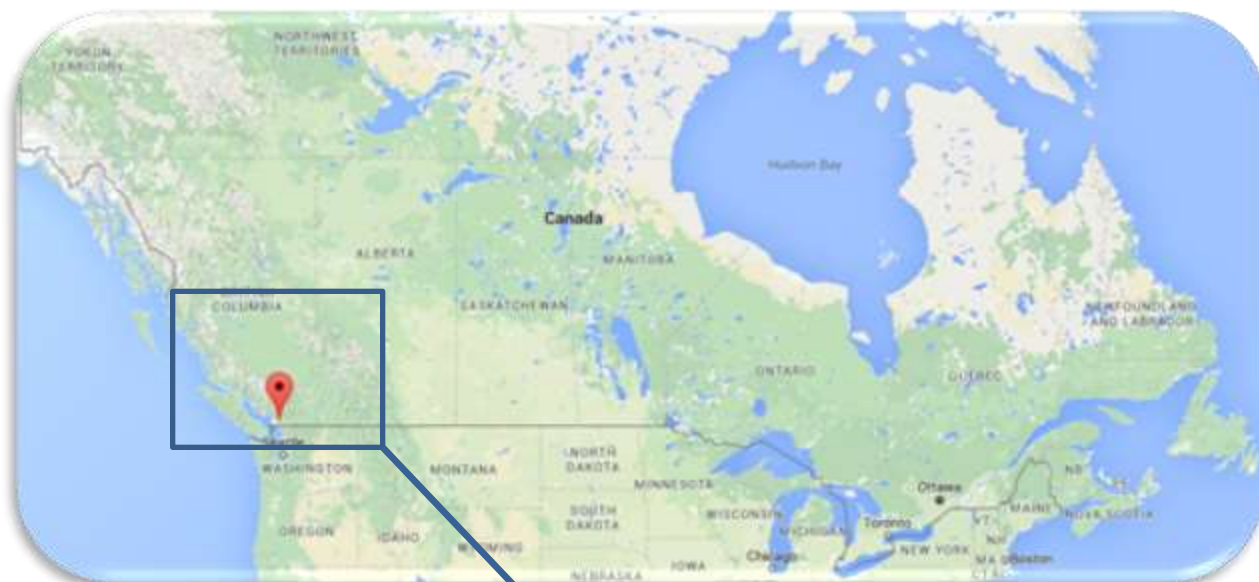 YUKON
TERRITORY
NORTHWEST
TERRITORIES
Hudson Bay
Canada
ALBERTA
MANITOBA
COLUMBIA
SASKATCHEWAN
NEWFOUNDLAND
AND LABRADOR
ONTARIO
QUEBEC
Seattle
WASHINGTON
MONTANA
NORTH
DAKOTA
MINNESOTA
Ottawa
NB
MAINE
NOVA SCOTIA
OREGON
IDAHO
WYOMING
SOUTH
DAKOTA
WISCONSIN
MICHIGAN
Toronto
VT
NH
NEW YORK
Chicago
IOWA
MA
Boston
CT
NEBRASKA